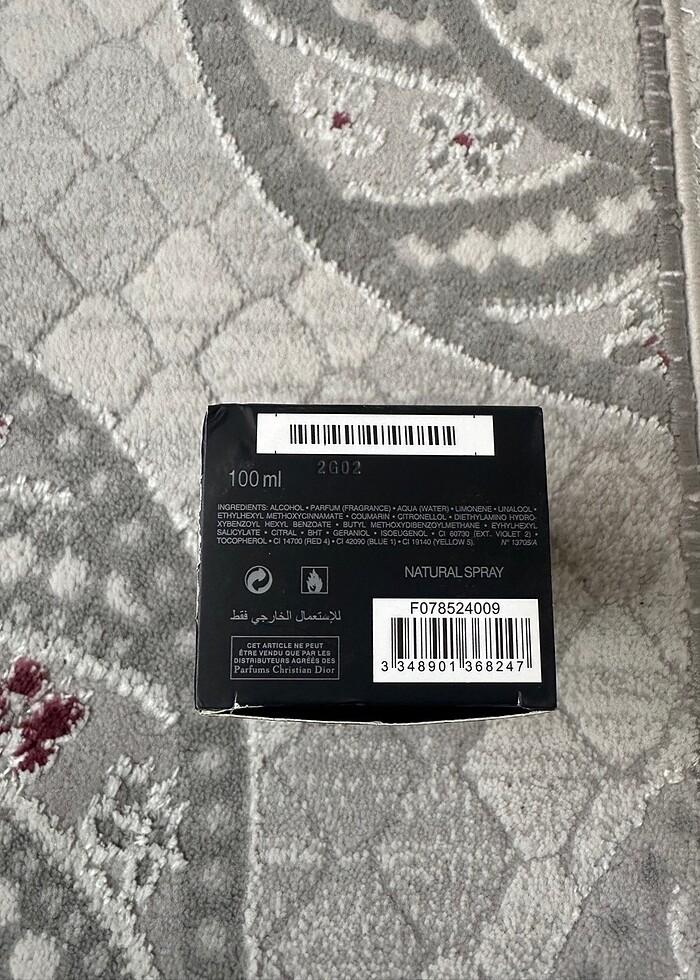 2G02
100 ml
INGREDIENTS: ALCOHOL • PARFUM (FRAGRANCE) • AQUA (WATER) • LIMONENE • LINALOOL •
ETHYLHEXYL METHOXYCINNAMATE • COUMARIN • CITRONELLOL • DIETHYLAMINO HYDRO-
XYBENZOYL HEXYL BENZOATE • BUTYL METHOXYDIBENZOYLMETHANE • EYHYLHEXYL
SALICYLATE • CITRAL • BHT • GERANIOL • ISOEUGENOL • CI 60730 (EXT. VIOLET 2) •
TOCOPHEROL • CI 14700 (RED 4) • CI 42090 (BLUE 1) • CI 19140 (YELLOW 5). N° 13705/A
NATURAL SPRAY
للإستعمال الخارجي فقط
CET ARTICLE NE PEUT
ÊTRE VENDU QUE PAR LES
DISTRIBUTEURS AGRÉÉS DES
Parfums Christian Dior
F078524009
3 348901 368247